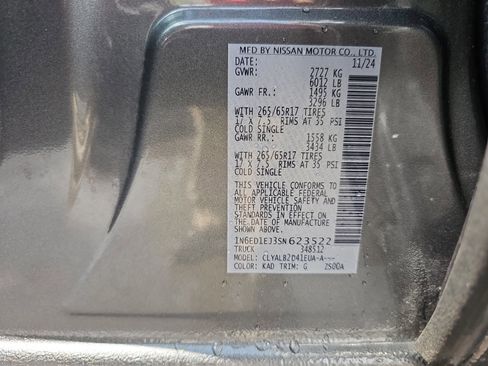 MFD BY NISSAN MOTOR CO., LTD.
DATE: 11/24
GVWR: 2727 KG
6012 LB
GAWR FR.: 1495 KG
3296 LB
WITH 265/65R17 TIRES
17 X 7.5 RIMS AT 35 PSI
COLD SINGLE
GAWR RR.: 1558 KG
3434 LB
WITH 265/65R17 TIRES
17 X 7.5 RIMS AT 35 PSI
COLD SINGLE
THIS VEHICLE CONFORMS TO
ALL APPLICABLE FEDERAL
MOTOR VEHICLE SAFETY AND
THEFT PREVENTION
STANDARDS IN EFFECT ON
THE DATE OF MANUFACTURE
SHOWN ABOVE.
1N6ED1EJ3SN623522
TRUCK 348512
MODEL: CLYALB2D41EUA-A---
COLOR: KAD TRIM: G ZS00A